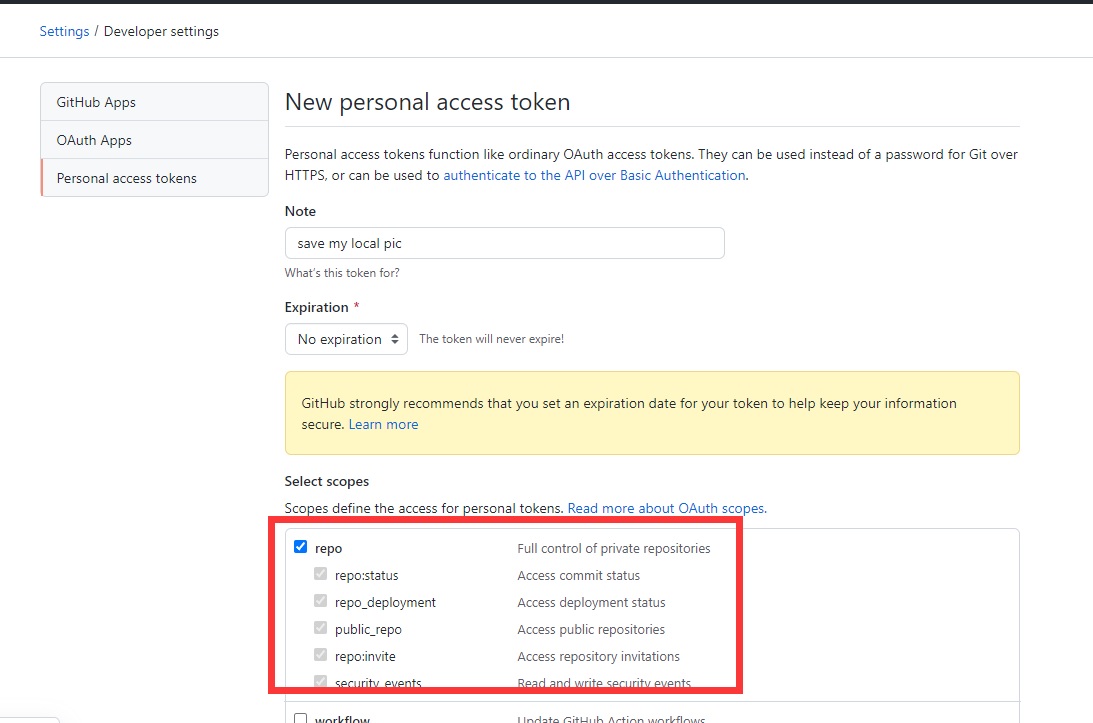 Settings / Developer settings
GitHub Apps
OAuth Apps
Personal access tokens
New personal access token
Personal access tokens function like ordinary OAuth access tokens. They can be used instead of a password for Git over
HTTPS, or can be used to authenticate to the API over Basic Authentication.
Note
save my local pic
What's this token for?
Expiration *
No expiration The token will never expire!
GitHub strongly recommends that you set an expiration date for your token to help keep your information
secure. Learn more
Select scopes
Scopes define the access for personal tokens. Read more about OAuth scopes.
repo Full control of private repositories
repo:status Access commit status
repo_deployment Access deployment status
public_repo Access public repositories
repo:invite Access repository invitations
security_events Read and write security events
workflow Update GitHub Action workflows